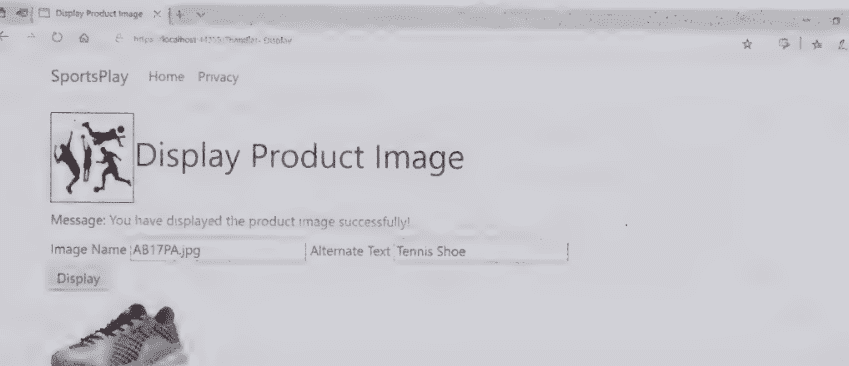 Display Product Image
SportsPlay Home Privacy
Display Product Image
Message: You have displayed the product image successfully!
Image Name AB17PA.jpg Alternate Text Tennis Shoe
Display